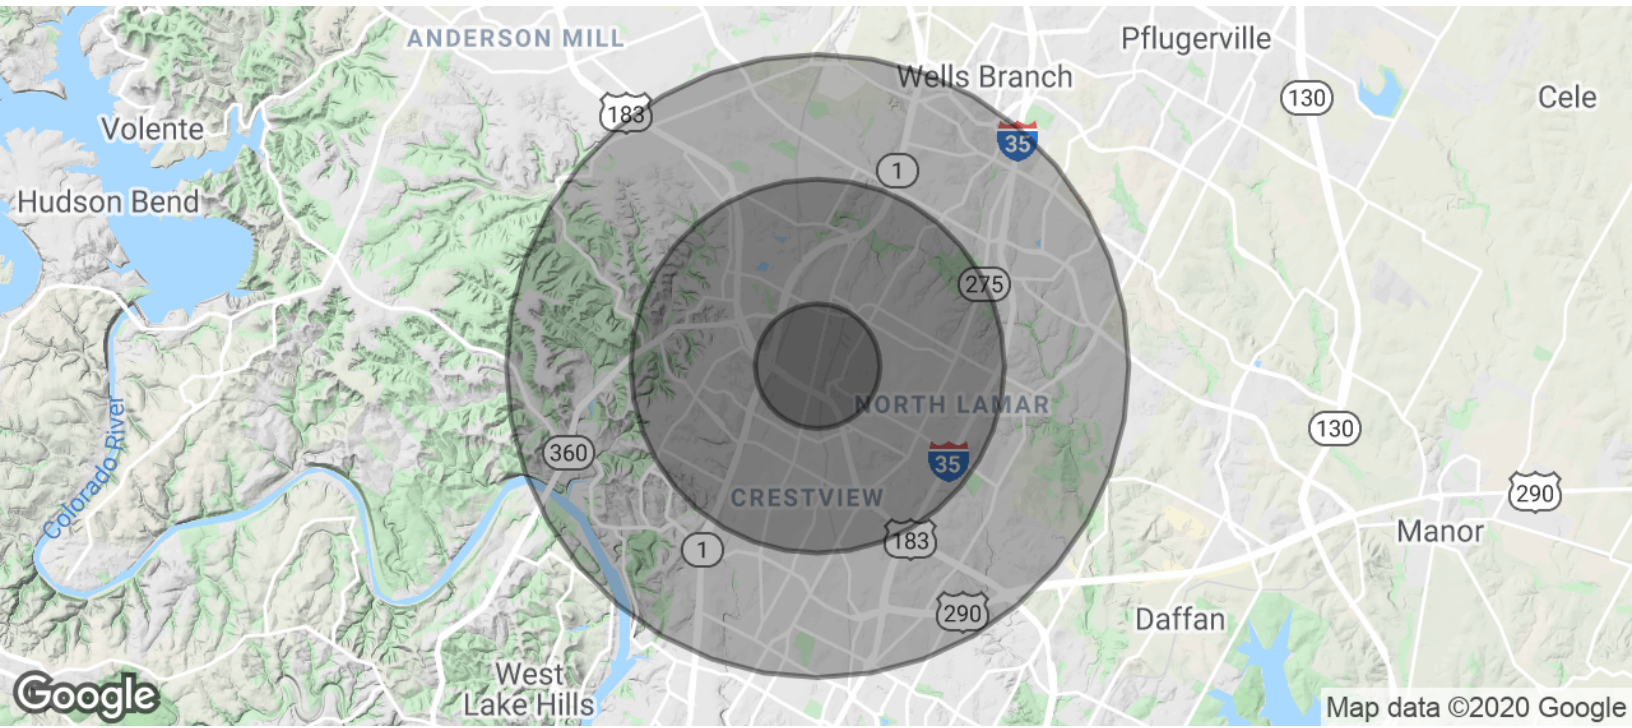 ANDERSON MILL
Pflugerville
Wells Branch
183
130
Cele
Volente
35
1
Hudson Bend
275
NORTH LAMAR
130
360
35
Colorado River
CRESTVIEW
290
Manor
1
183
290
Daffan
West
Lake Hills
Google
Map data ©2020 Google